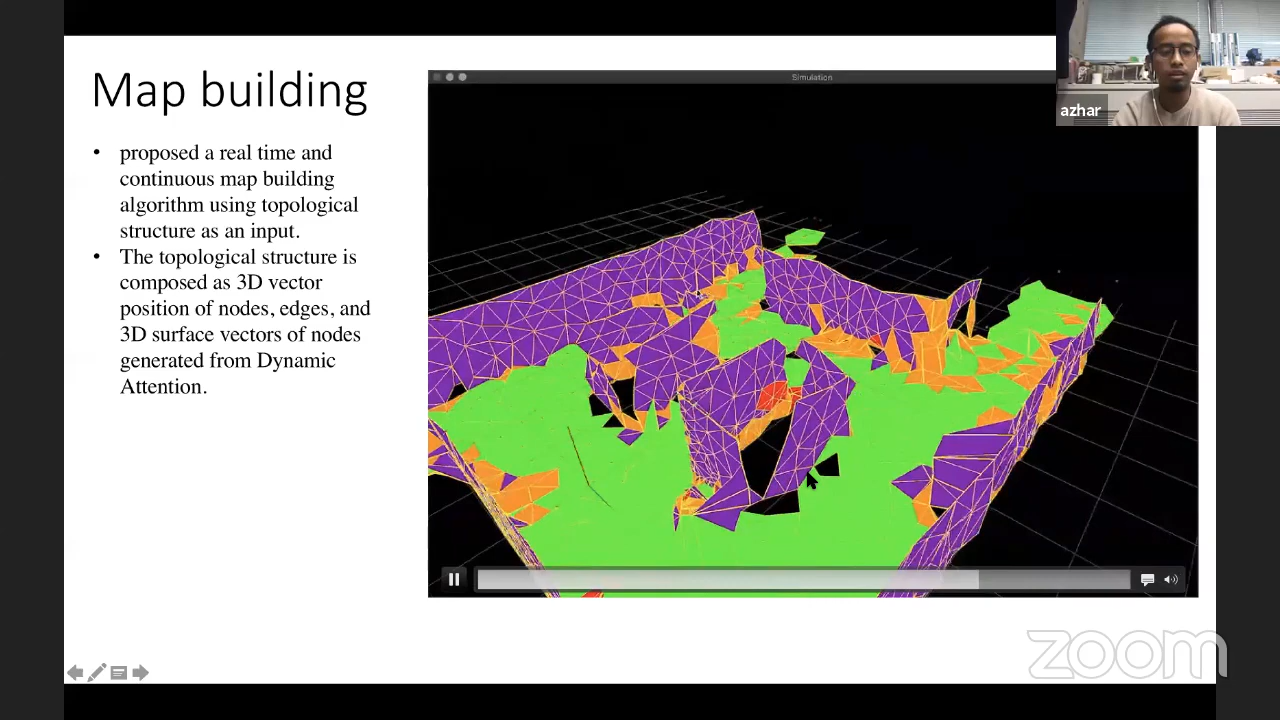 Map building
• proposed a real time and
continuous map building
algorithm using topological
structure as an input.
• The topological structure is
composed as 3D vector
position of nodes, edges, and
3D surface vectors of nodes
generated from Dynamic
Attention.
Simulation
azhar
zoom